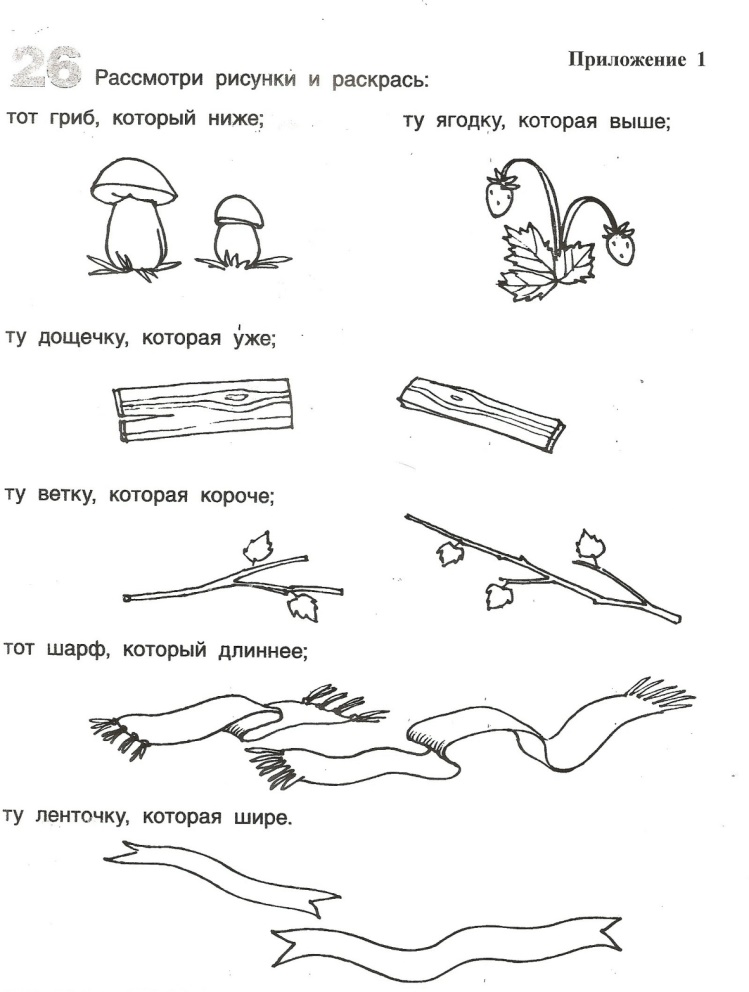 Приложение 1
26 Рассмотри рисунки и раскрась:
тот гриб, который ниже;
ту ягодку, которая выше;
ту дощечку, которая у́же;
ту ветку, которая короче;
тот шарф, который длиннее;
ту ленточку, которая шире.